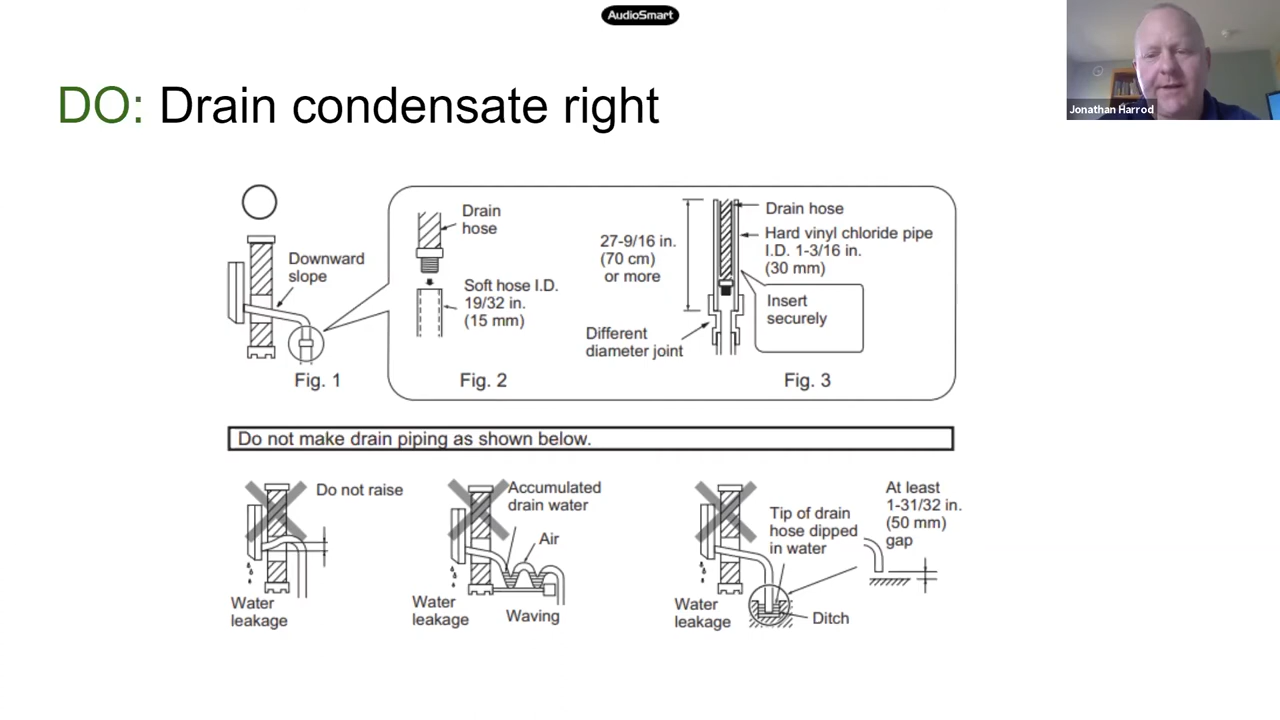 AudioSmart
Jonathan Harrod
DO: Drain condensate right
Downward
slope
Fig. 1
Drain
hose
Soft hose I.D.
19/32 in.
(15 mm)
Fig. 2
27-9/16 in.
(70 cm)
or more
Drain hose
Hard vinyl chloride pipe
I.D. 1-3/16 in.
(30 mm)
Insert
securely
Different
diameter joint
Fig. 3
Do not make drain piping as shown below.
Do not raise
Water
leakage
Accumulated
drain water
Air
Water
leakage
Waving
Tip of drain
hose dipped
in water
At least
1-31/32 in.
(50 mm)
gap
Water
leakage
Ditch